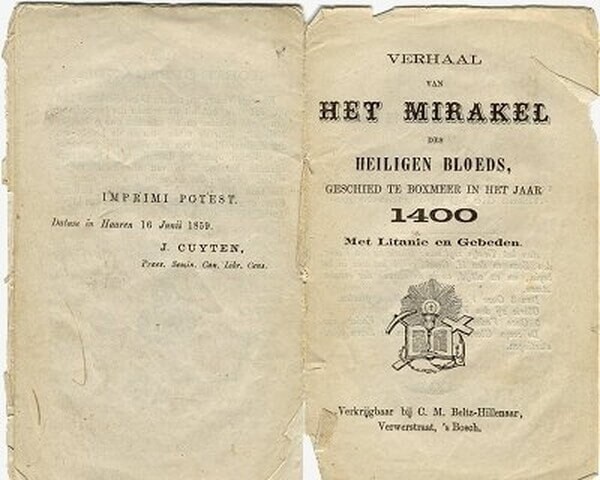 IMPRIMI POTEST.
Datum in Haaren 16 Junii 1859.
J. CUYTEN,
Praes. Semin. Can. Libr. Cens.
VERHAAL
VAN
HET MIRAKEL
DES
HEILIGEN BLOEDS,
GESCHIED TE BOXMEER IN HET JAAR
1400
Met Litanie en Gebeden.
Verkrijgbaar bij C. M. Beltz-Hillenaar,
Verwerstraat, 's Bosch.